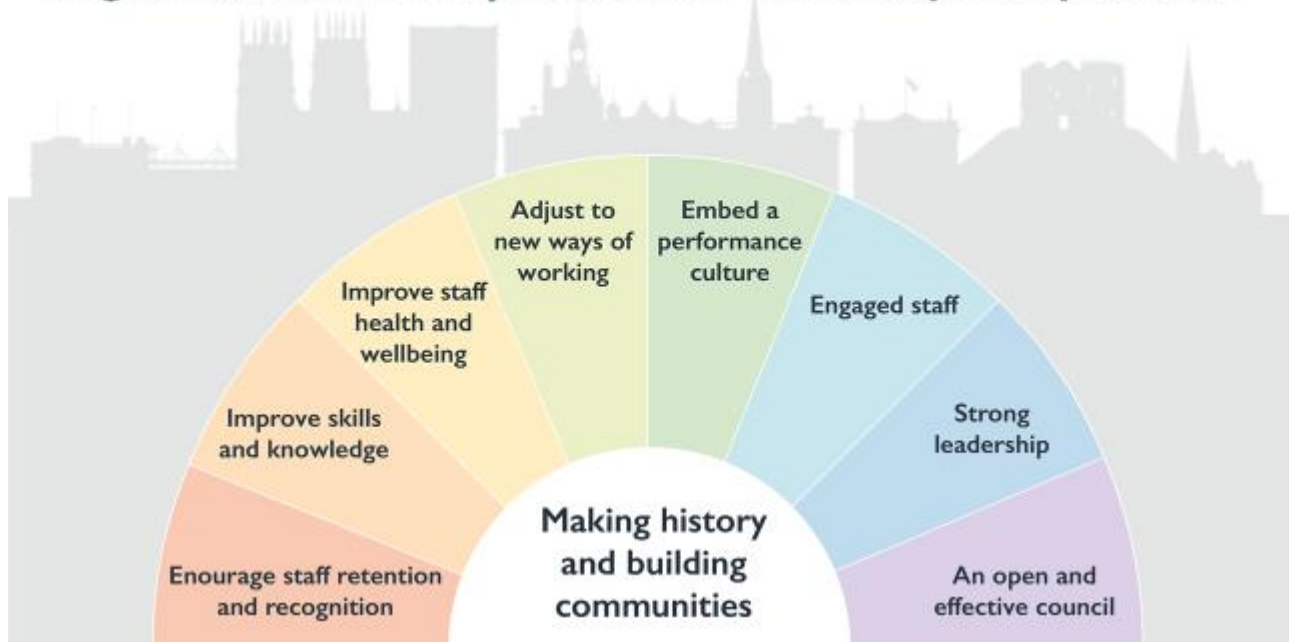 Enourage staff retention
and recognition
Improve skills
and knowledge
Improve staff
health and
wellbeing
Adjust to
new ways of
working
Embed a
performance
culture
Engaged staff
Strong
leadership
An open and
effective council
Making history
and building
communities